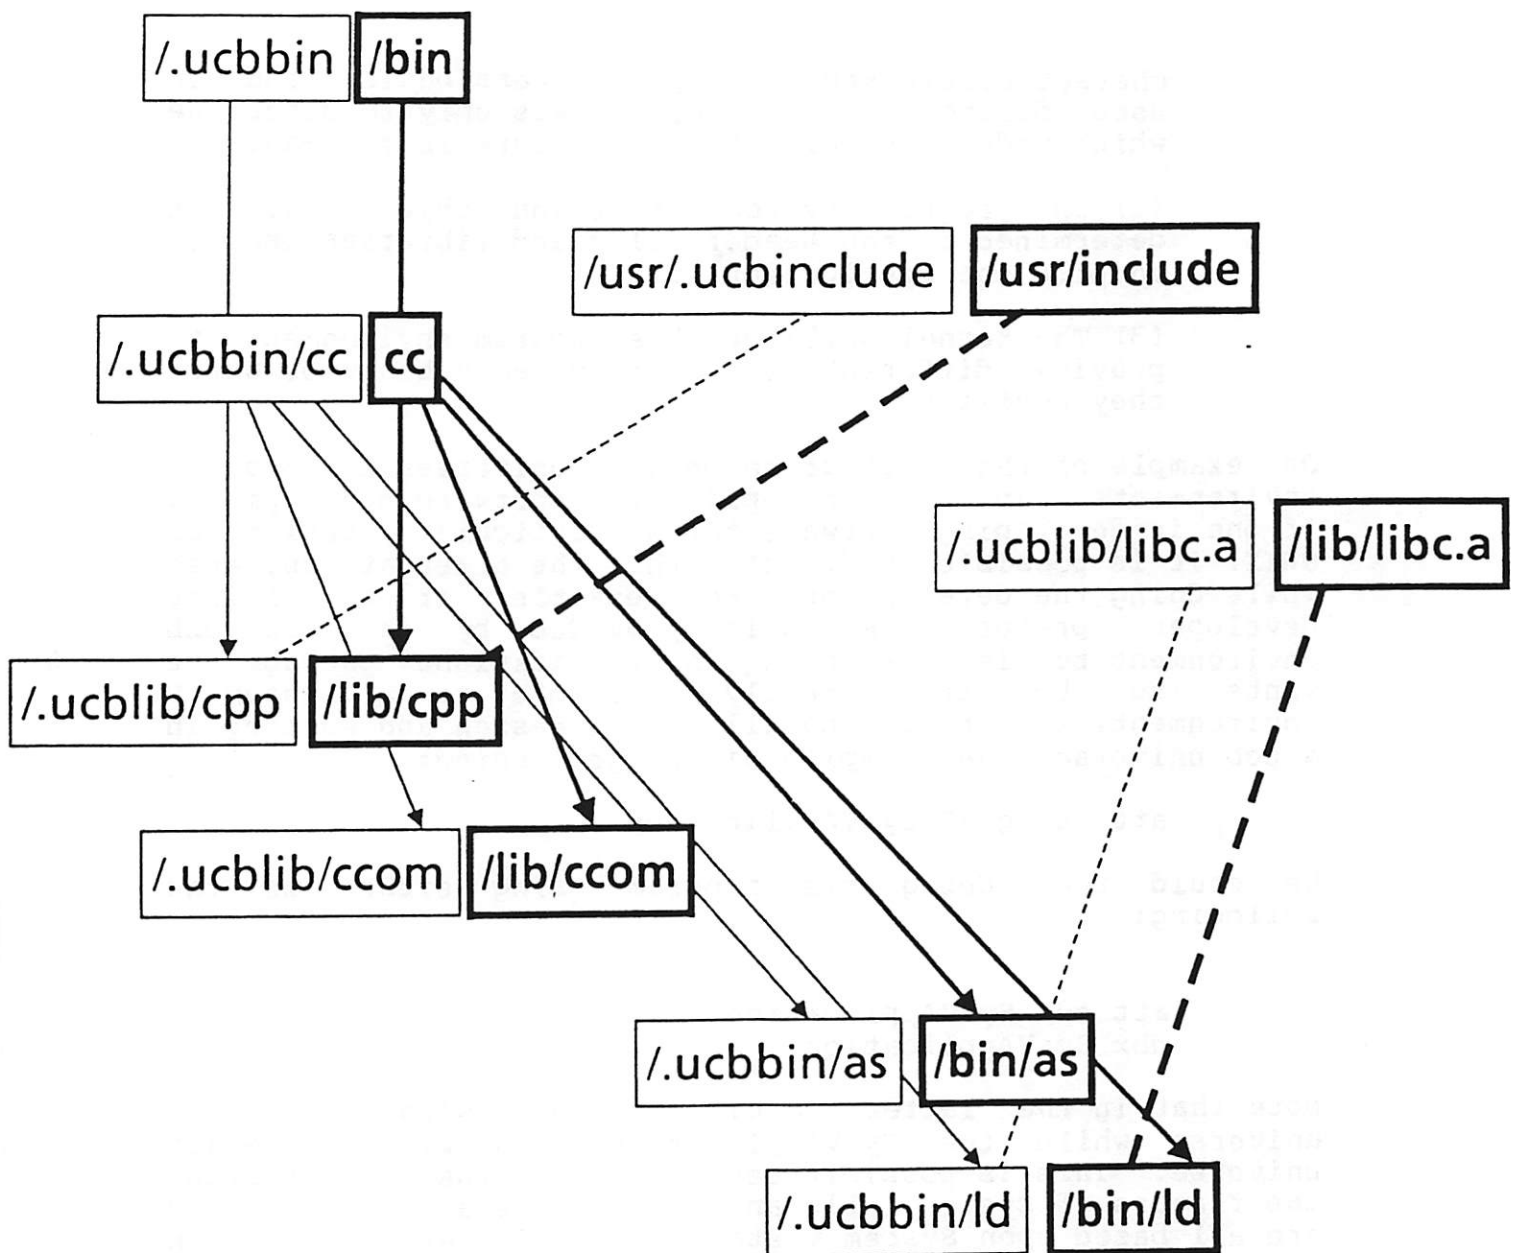 /.ucbbin /bin
/usr/.ucbinclude /usr/include
/.ucbbin/cc cc
/.ucblib/libc.a /lib/libc.a
/.ucblib/cpp /lib/cpp
/.ucblib/ccom /lib/ccom
/.ucbbin/as /bin/as
/.ucbbin/ld /bin/ld